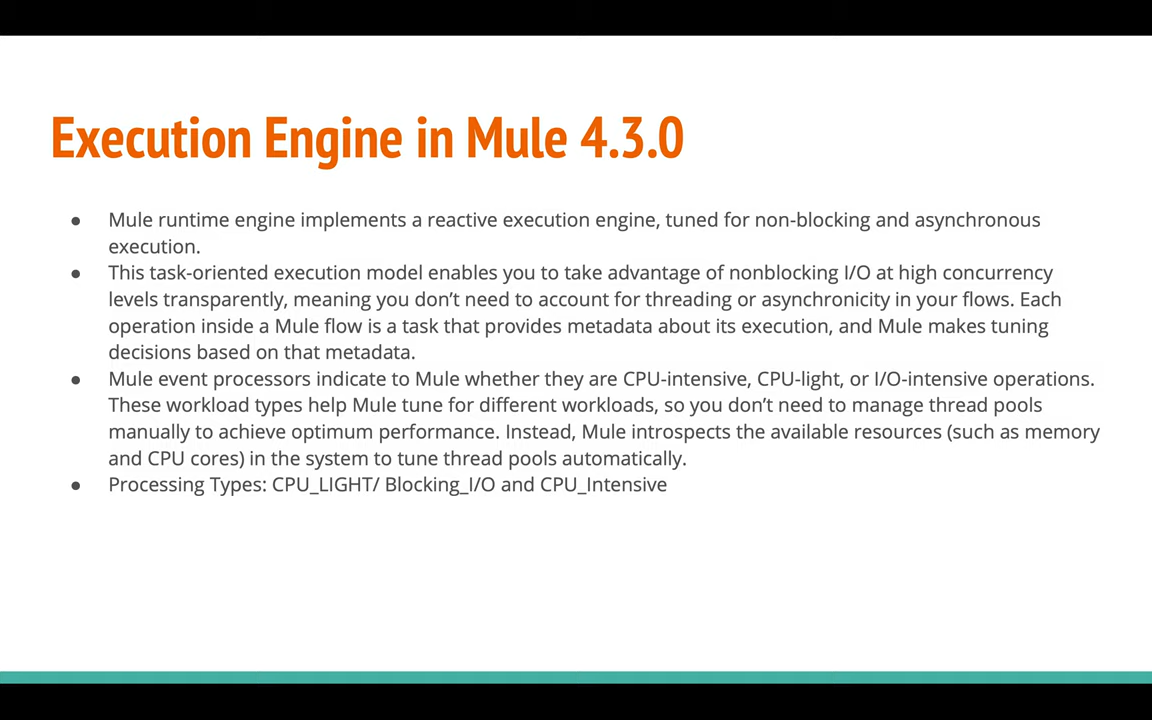 Execution Engine in Mule 4.3.0
● Mule runtime engine implements a reactive execution engine, tuned for non-blocking and asynchronous
execution.
● This task-oriented execution model enables you to take advantage of nonblocking I/O at high concurrency
levels transparently, meaning you don’t need to account for threading or asynchronicity in your flows. Each
operation inside a Mule flow is a task that provides metadata about its execution, and Mule makes tuning
decisions based on that metadata.
● Mule event processors indicate to Mule whether they are CPU-intensive, CPU-light, or I/O-intensive operations.
These workload types help Mule tune for different workloads, so you don’t need to manage thread pools
manually to achieve optimum performance. Instead, Mule introspects the available resources (such as memory
and CPU cores) in the system to tune thread pools automatically.
● Processing Types: CPU_LIGHT/ Blocking_I/O and CPU_Intensive